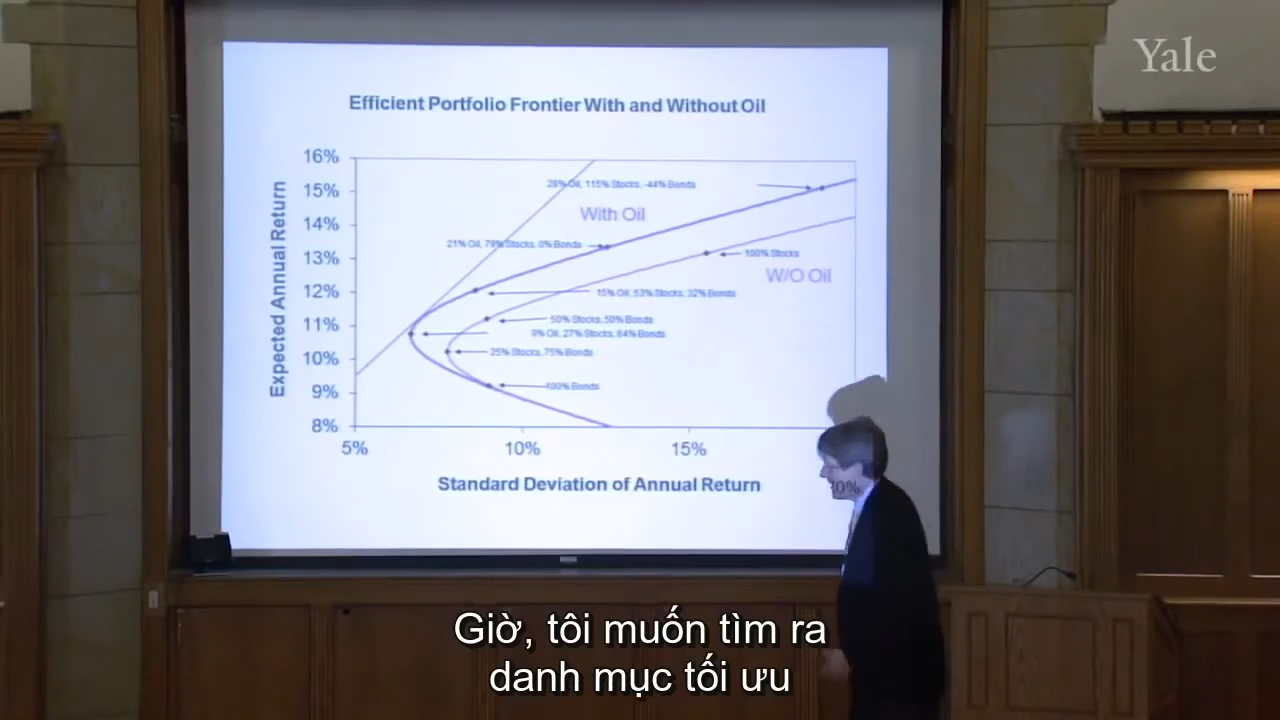 Yale
Efficient Portfolio Frontier With and Without Oil
Expected Annual Return
16%
15%
14%
13%
12%
11%
10%
9%
8%
28% Oil, 115% Stocks, -44% Bonds
With Oil
21% Oil, 79% Stocks, 0% Bonds
100% Stocks
W/O Oil
15% Oil, 53% Stocks, 32% Bonds
50% Stocks, 50% Bonds
9% Oil, 27% Stocks, 64% Bonds
25% Stocks, 75% Bonds
100% Bonds
5%
10%
15%
Standard Deviation of Annual Return
Giờ, tôi muốn tìm ra
danh mục tối ưu